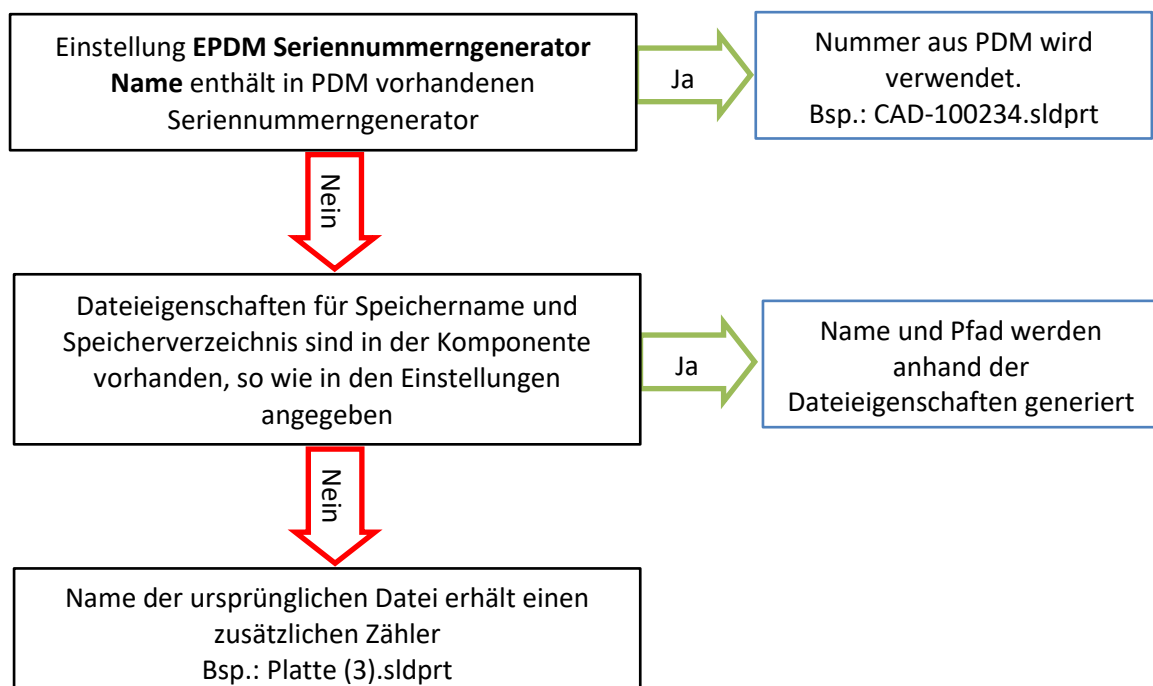 Einstellung EPDM Seriennummerngenerator
Name enthält in PDM vorhandenen
Seriennummerngenerator
Ja
Nummer aus PDM wird
verwendet.
Bsp.: CAD-100234.sldprt
Nein
Dateieigenschaften für Speichername und
Speicherverzeichnis sind in der Komponente
vorhanden, so wie in den Einstellungen
angegeben
Ja
Name und Pfad werden
anhand der
Dateieigenschaften generiert
Nein
Name der ursprünglichen Datei erhält einen
zusätzlichen Zähler
Bsp.: Platte (3).sldprt